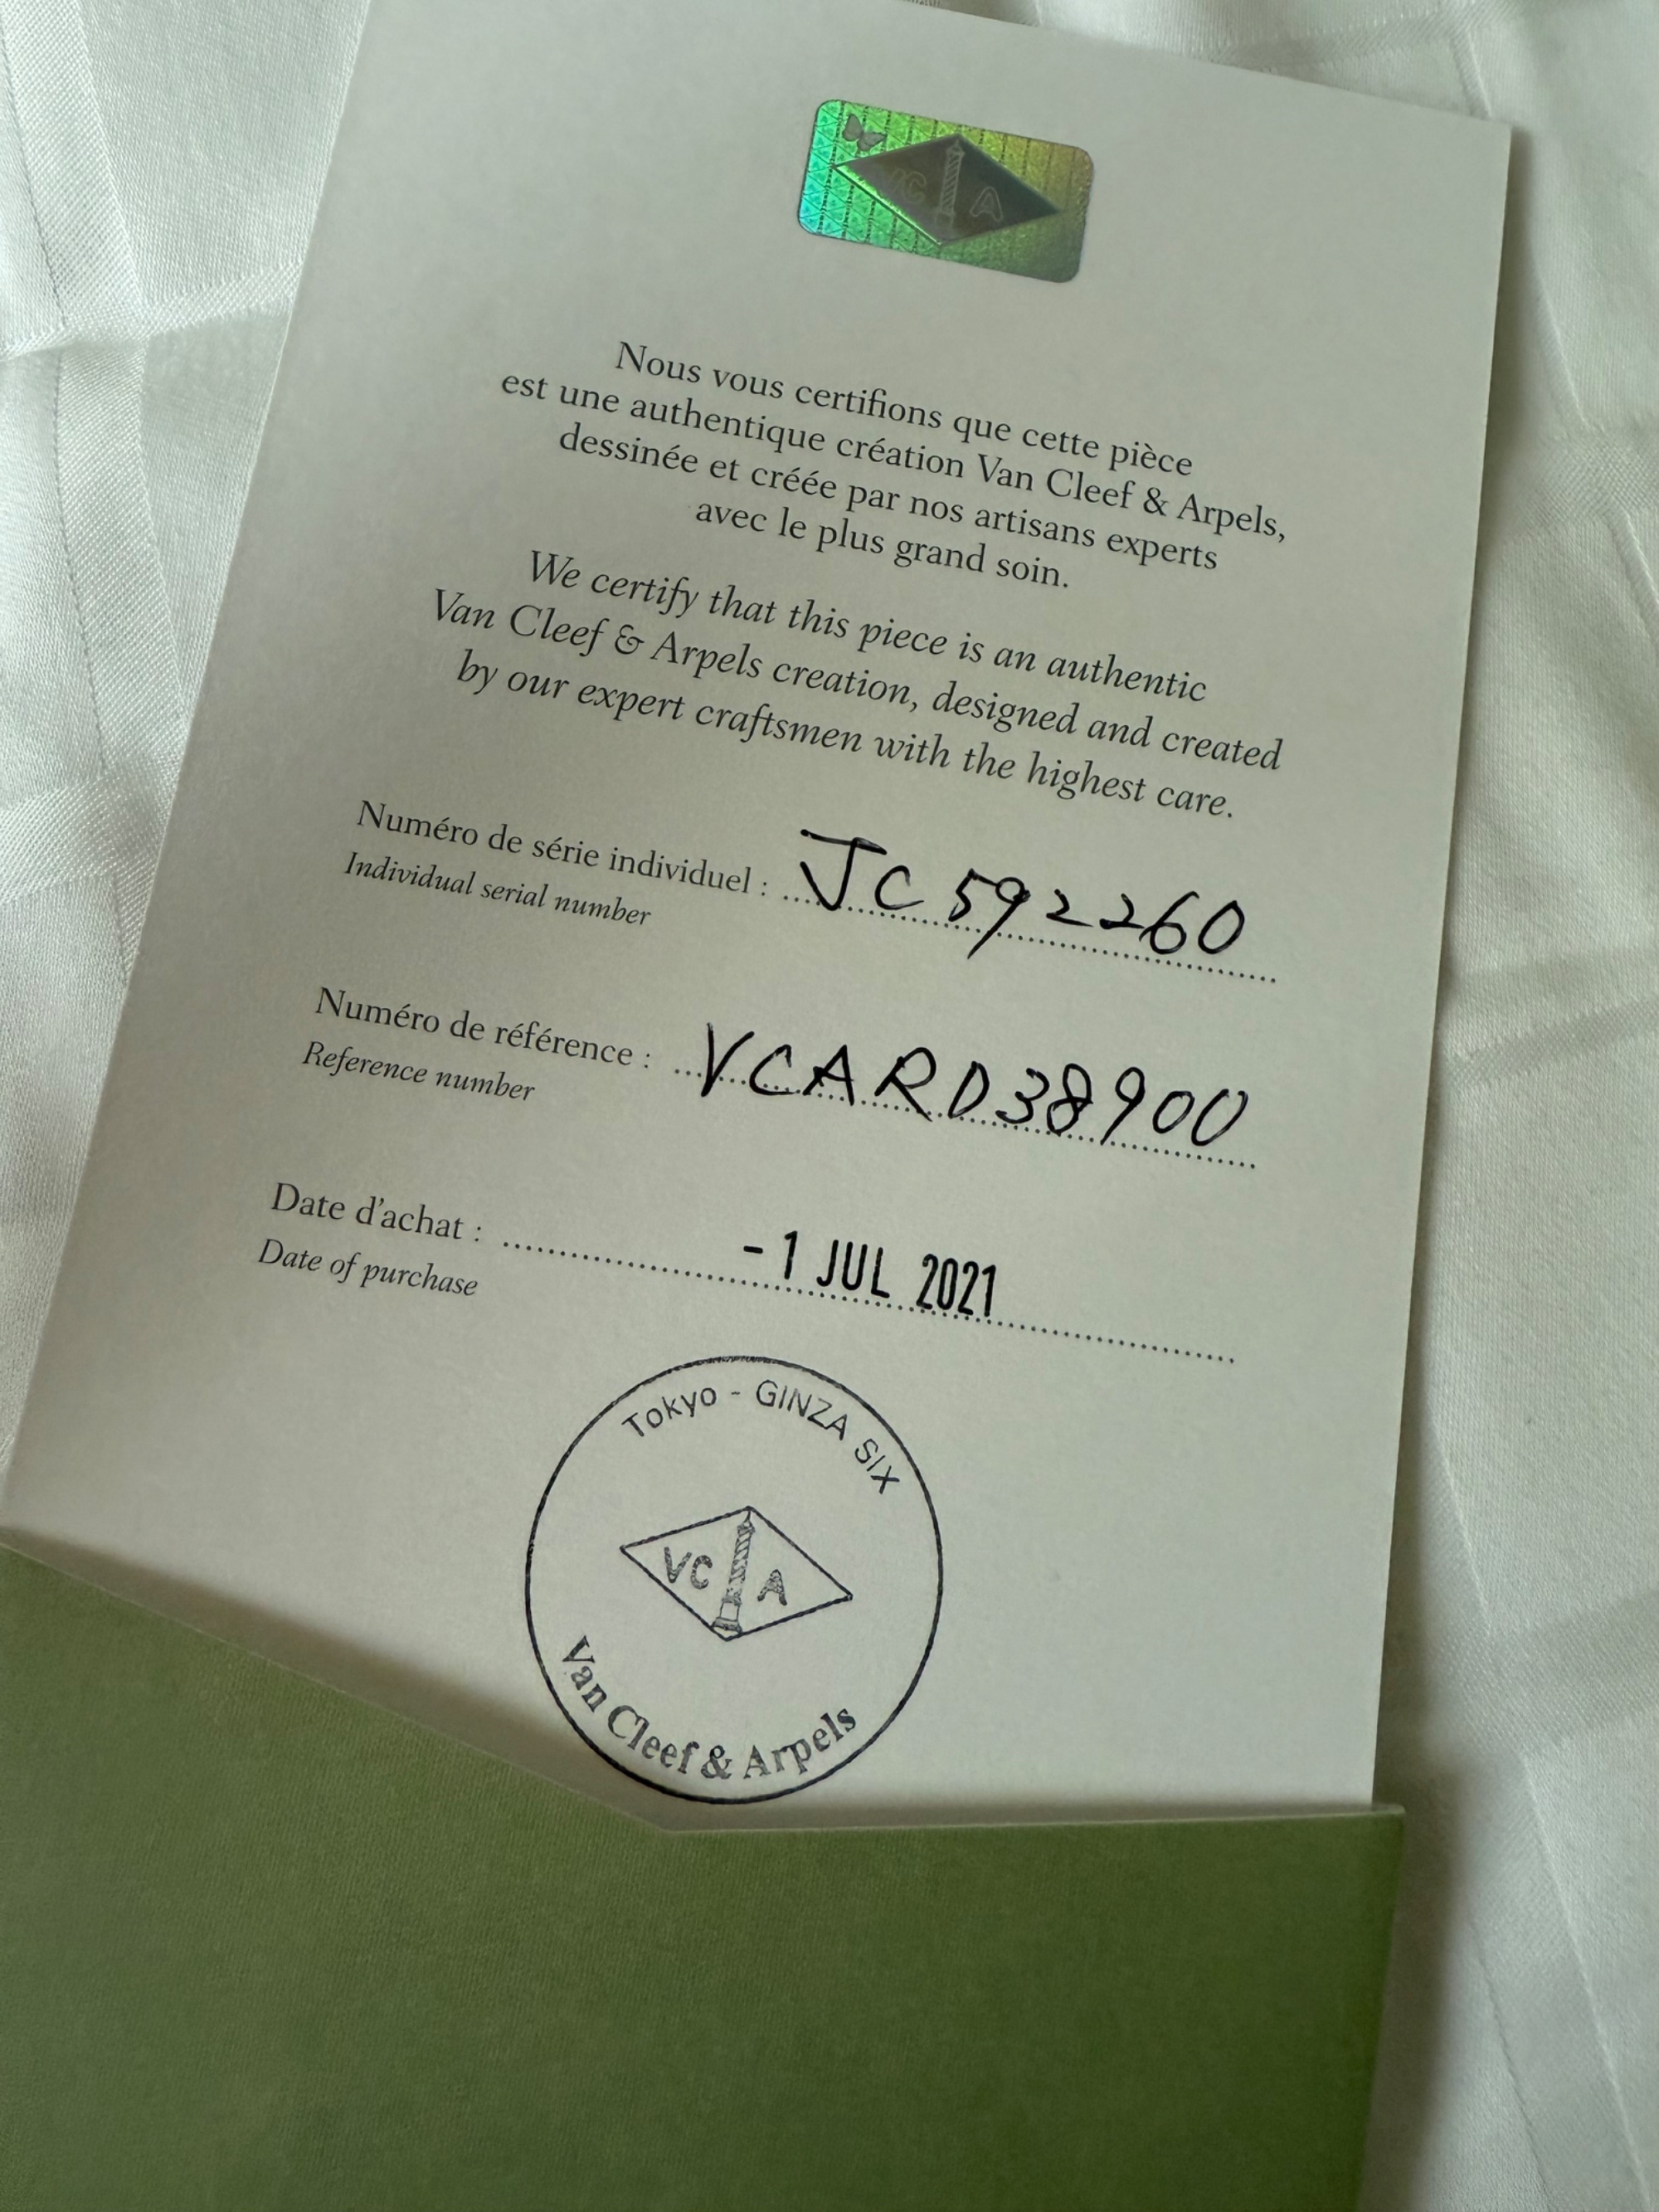 VC A
Nous vous certifions que cette pièce
est une authentique création Van Cleef & Arpels,
dessinée et créée par nos artisans experts
avec le plus grand soin.
We certify that this piece is an authentic
Van Cleef & Arpels creation, designed and created
by our expert craftsmen with the highest care.
Numéro de série individuel : JC592260
Individual serial number
Numéro de référence : VCARD38900
Reference number
Date d'achat : -1 JUL 2021
Date of purchase
Tokyo - GINZA SIX
VC A
Van Cleef & Arpels